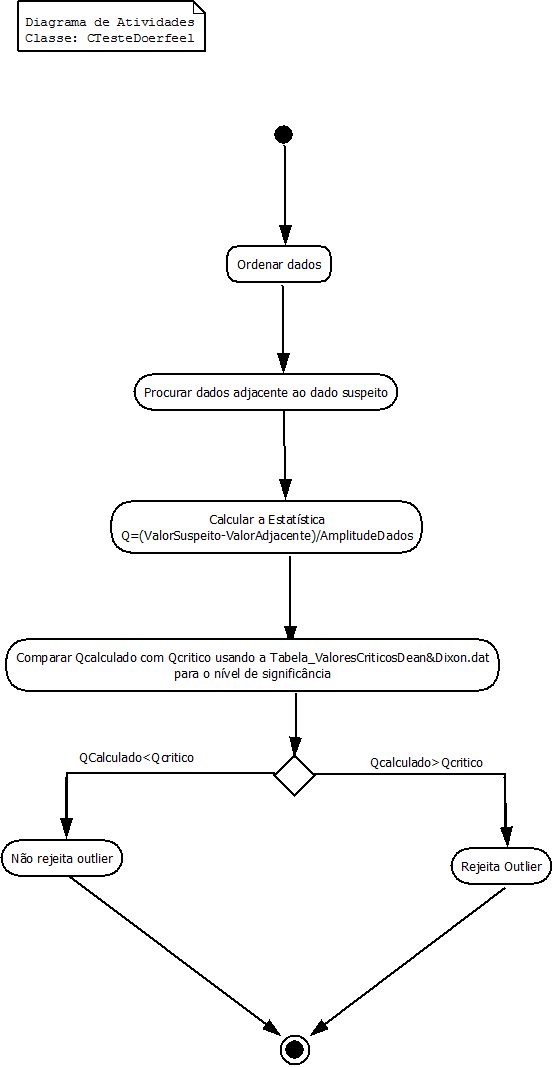 Diagrama de Atividades
Classe: CTesteDoerfeel
Ordenar dados
Procurar dados adjacente ao dado suspeito
Calcular a Estatística
Q=(ValorSuspeito-ValorAdjacente)/AmplitudeDados
Comparar Qcalculado com Qcritico usando a Tabela_ValoresCriticosDean&Dixon.dat
para o nível de significância
QCalculado<Qcritico
Qcalculado>Qcritico
Não rejeita outlier
Rejeita Outlier